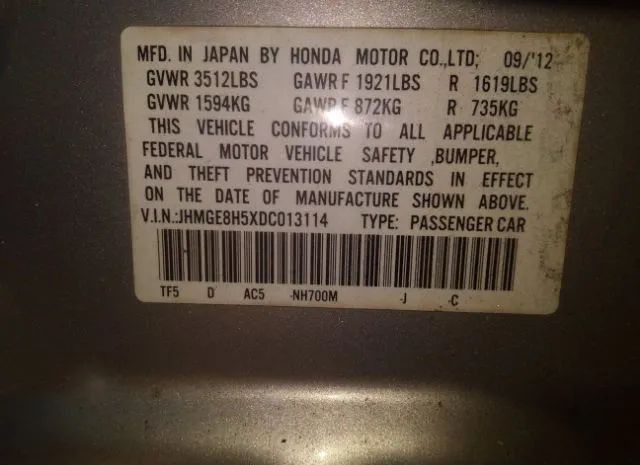 MFD. IN JAPAN BY HONDA MOTOR CO.,LTD; 09/'12
GVWR 3512LBS GAWR F 1921LBS R 1619LBS
GVWR 1594KG GAWR F 872KG R 735KG
THIS VEHICLE CONFORMS TO ALL APPLICABLE
FEDERAL MOTOR VEHICLE SAFETY ,BUMPER,
AND THEFT PREVENTION STANDARDS IN EFFECT
ON THE DATE OF MANUFACTURE SHOWN ABOVE.
V.I.N.:JHMGE8H5XDC013114 TYPE: PASSENGER CAR
TF5 D AC5 -NH700M -J -C